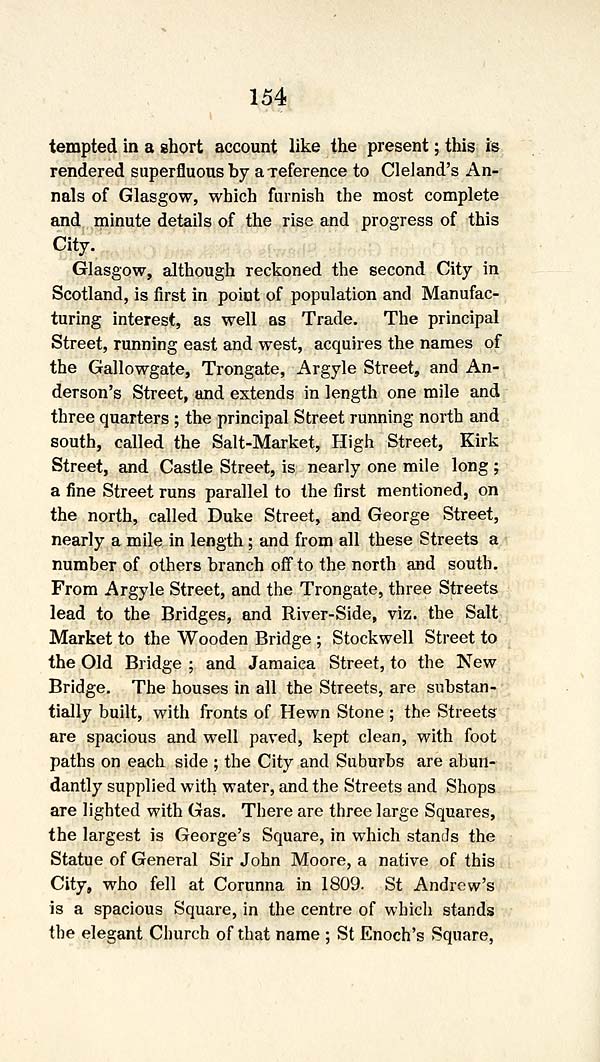 154
tempted in a short account like the present ; this is
rendered superfluous by a reference to Cleland's An-
nals of Glasgow, which furnish the most complete
and minute details of the rise and progress of this
City.
Glasgow, although reckoned the second City in
Scotland, is first in point of population and Manufac-
turing interest, as well as Trade. The principal
Street, running east and west, acquires the names of
the Gallowgate, Trongate, Argyle Street, and An-
derson's Street, and extends in length one mile and
three quarters ; the principal Street running north and
south, called the Salt-Market, High Street, Kirk
Street, and Castle Street, is nearly one mile long ;
a fine Street runs parallel to the first mentioned, on
the north, called Duke Street, and George Street,
nearly a mile in length ; and from all these Streets a
number of others branch off to the north and south.
From Argyle Street, and the Trongate, three Streets
lead to the Bridges, and River-Side, viz. the Salt
Market to the Wooden Bridge ; Stockwell Street to
the Old Bridge ; and Jamaica Street, to the New
Bridge. The houses in all the Streets, are substan-
tially built, with fronts of Hewn Stone ; the Streets
are spacious and well paved, kept clean, with foot
paths on each side ; the City and Suburbs are abun-
dantly supplied with water, and the Streets and Shops
are lighted with Gas. There are three large Squares,
the largest is George's Square, in which stands the
Statue of General Sir John Moore, a native of this
City, who fell at Corunna in 1809. St Andrew's
is a spacious Square, in the centre of which stands
the elegant Church of that name ; St Enoch's Square,